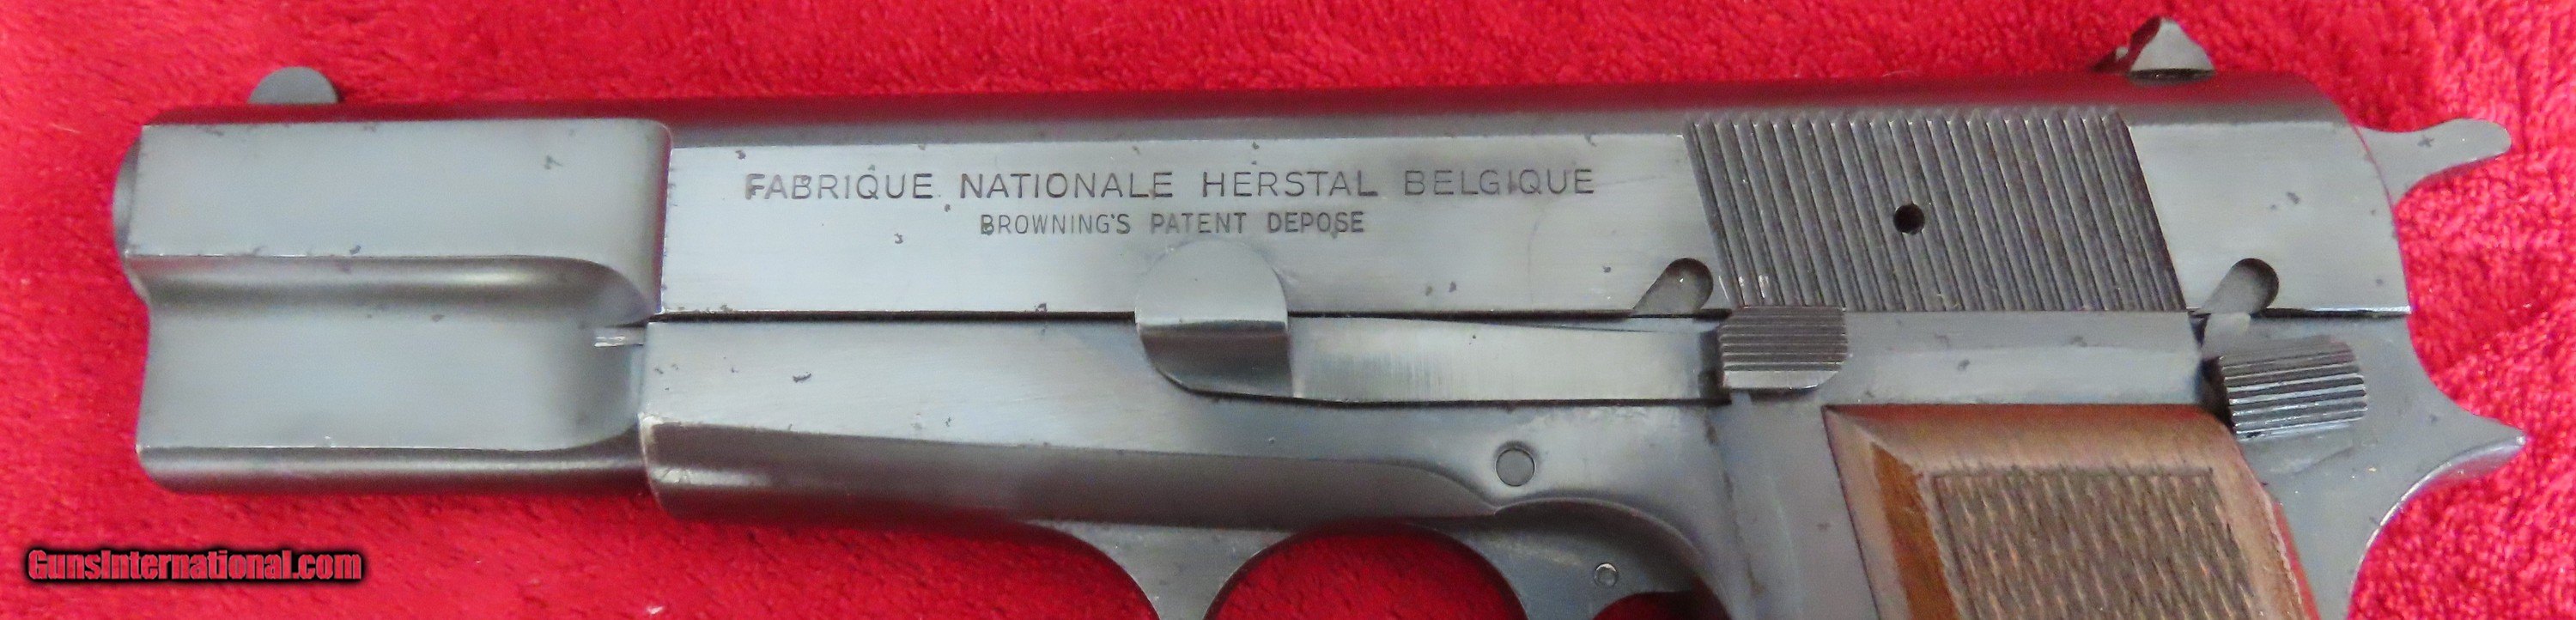 FABRIQUE NATIONALE HERSTAL BELGIQUE
BROWNING'S PATENT DEPOSE
GunsInternational.com